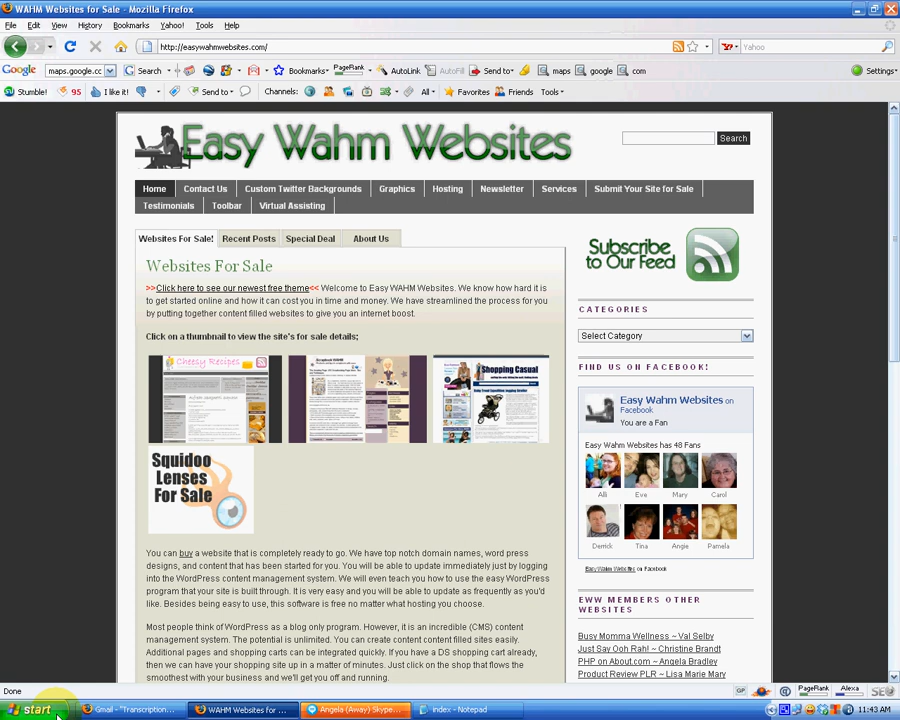 WAHM Websites for Sale - Mozilla Firefox
File Edit View History Bookmarks Yahoo! Tools Help
http://easywahmwebsites.com/
Yahoo
Google maps.google.cc Search Bookmarks PageRank AutoLink AutoFill Send to maps google com Settings
Stumble! 95 I like it! Send to Channels: All Favorites Friends Tools
Easy Wahm Websites
Search
Home Contact Us Custom Twitter Backgrounds Graphics Hosting Newsletter Services Submit Your Site for Sale
Testimonials Toolbar Virtual Assisting
Websites For Sale! Recent Posts Special Deal About Us
Websites For Sale
>>Click here to see our newest free theme<< Welcome to Easy WAHM Websites. We know how hard it is
to get started online and how it can cost you in time and money. We have streamlined the process for you
by putting together content filled websites to give you an internet boost.
Click on a thumbnail to view the site's for sale details;
Cheesy Recipes
Scrapbook WAHM
Shopping Casual
Squidoo
Lenses
For Sale
You can buy a website that is completely ready to go. We have top notch domain names, word press
designs, and content that has been started for you. You will be able to update immediately just by logging
into the WordPress content management system. We will even teach you how to use the easy WordPress
program that your site is built through. It is very easy and you will be able to update as frequently as you'd
like. Besides being easy to use, this software is free no matter what hosting you choose.
Most people think of WordPress as a blog only program. However, it is an incredible (CMS) content
management system. The potential is unlimited. You can create content content filled sites easily.
Additional pages and shopping carts can be integrated quickly. If you have a DS shopping cart already,
then we can have your shopping site up in a matter of minutes. Just click on the shop that flows the
smoothest with your business and we'll get you off and running.
Subscribe
to Our Feed
CATEGORIES
Select Category
FIND US ON FACEBOOK!
Easy Wahm Websites on
Facebook
You are a Fan
Easy Wahm Websites has 48 Fans
Alli Eve Mary Carol
Derrick Tina Angie Pamela
Easy Wahm Websites on Facebook
EWW MEMBERS OTHER
WEBSITES
Busy Momma Wellness ~ Val Selby
Just Say Ooh Rah! ~ Christine Brandt
PHP on About.com ~ Angela Bradley
Product Review PLR ~ Lisa Marie Mary
Done
GP PageRank Alexa SEO
start Gmail - "Transcription... WAHM Websites for ... Angela (Away) Skype... index - Notepad 11:43 AM